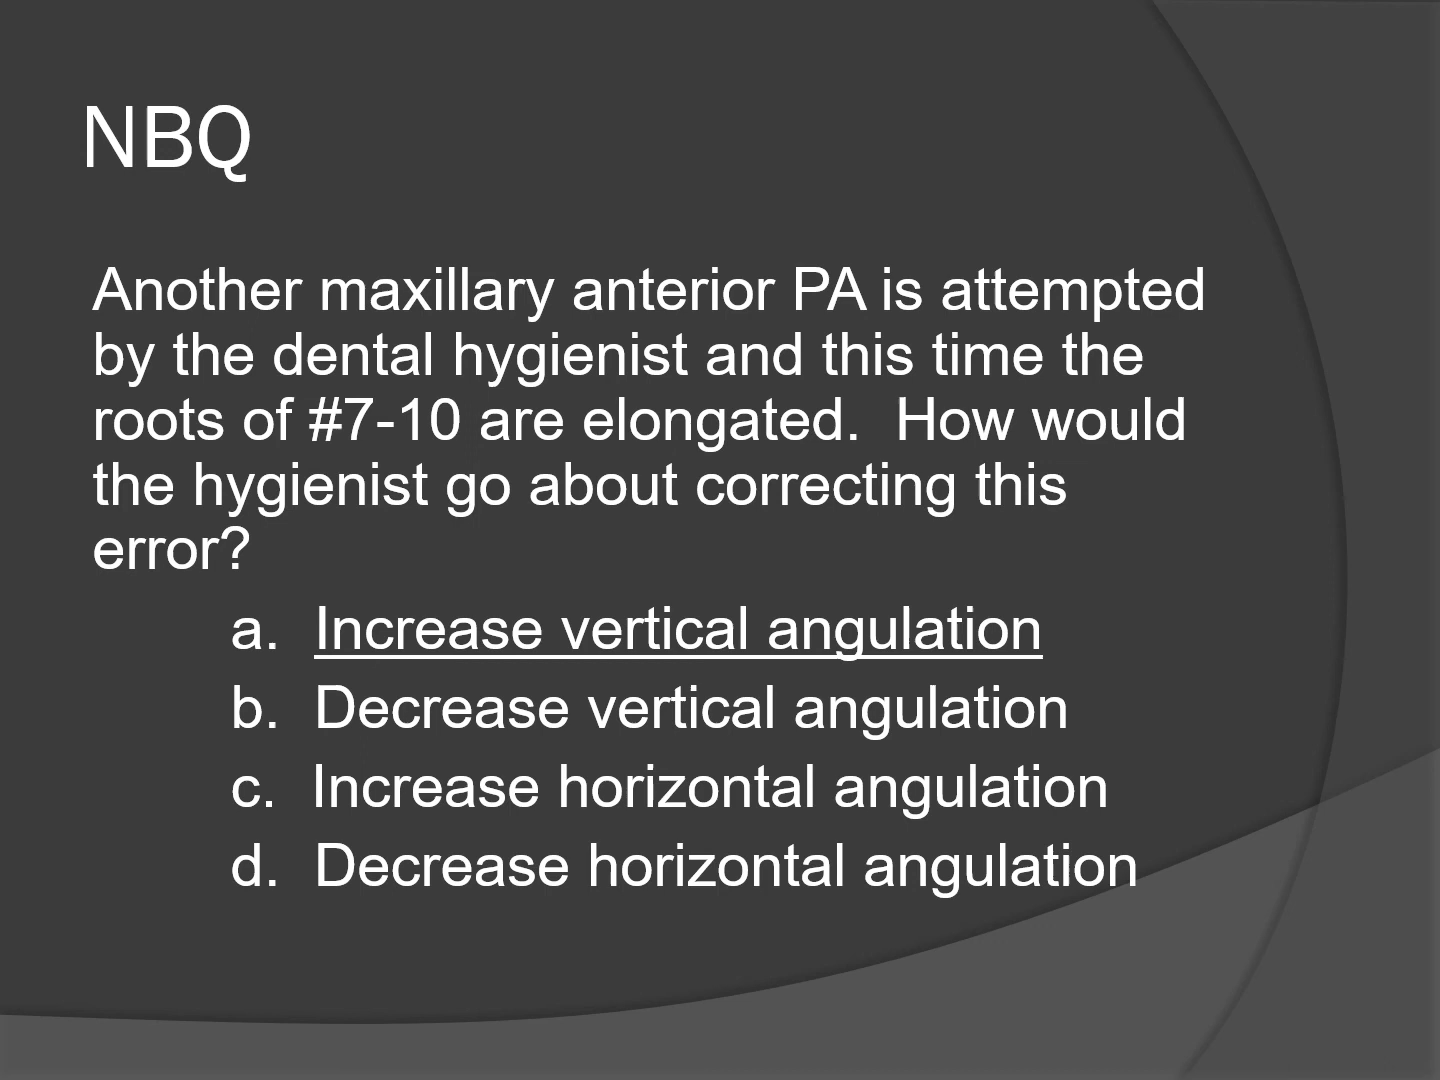 NBQ
Another maxillary anterior PA is attempted
by the dental hygienist and this time the
roots of #7-10 are elongated.  How would
the hygienist go about correcting this
error?
a.  Increase vertical angulation
b.  Decrease vertical angulation
c.  Increase horizontal angulation
d.  Decrease horizontal angulation